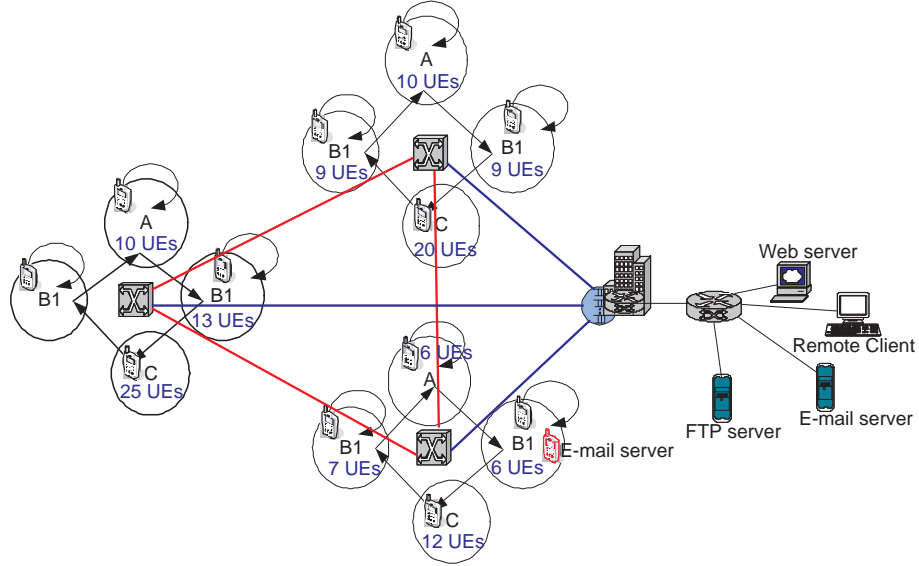 A
10 UEs
B1
9 UEs
B1
9 UEs
C
20 UEs
A
10 UEs
B1
B1
13 UEs
C
25 UEs
6 UEs
A
B1
7 UEs
B1
6 UEs
E-mail server
C
12 UEs
Web server
Remote Client
E-mail server
FTP server